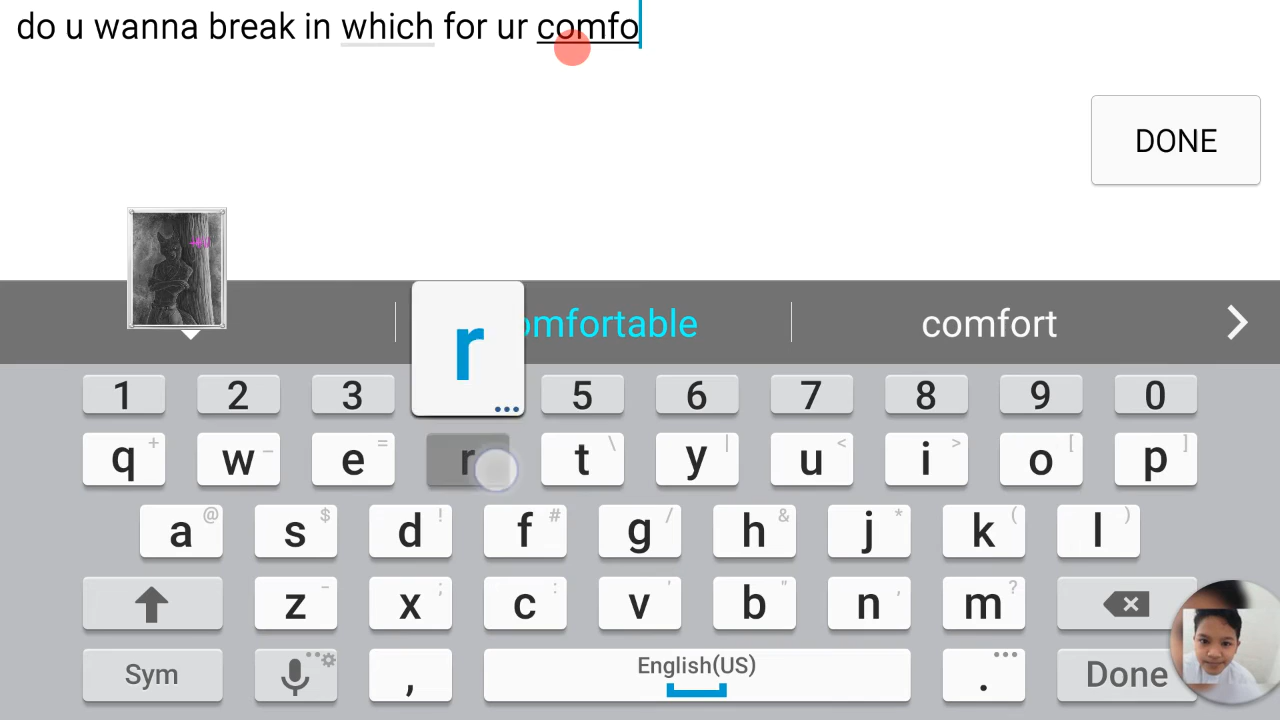 do u wanna break in which for ur comfo
DONE
omfortable
comfort
r
1 2 3 5 6 7 8 9 0
q + w – e = r t \ y | u < i > o [ p ]
a @ s $ d ! f # g / h & j * k ( l )
z – x ; c : v ' b " n , m ?
Sym , English(US) . Done